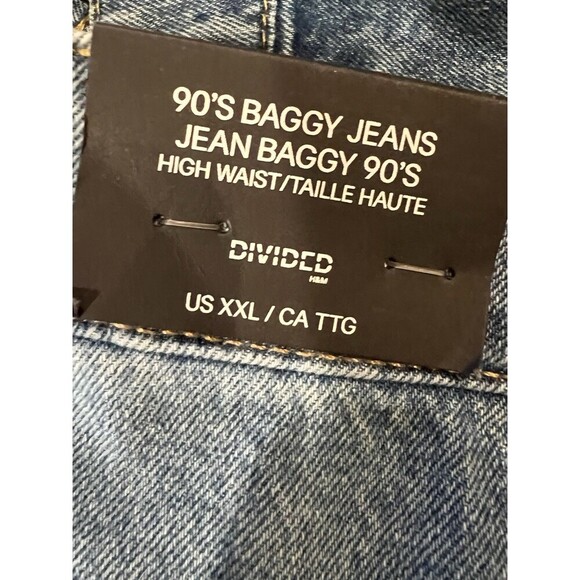 90'S BAGGY JEANS
JEAN BAGGY 90'S
HIGH WAIST/TAILLE HAUTE
DIVIDED
H&M
US XXL / CA TTG